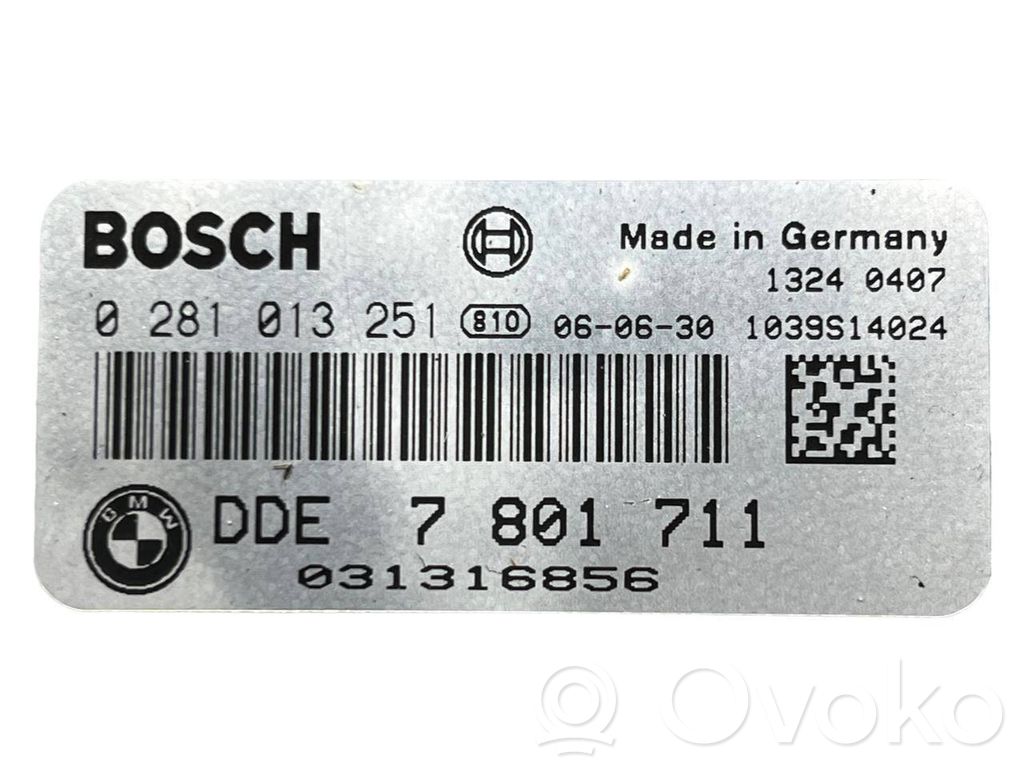 BOSCH
Made in Germany
1324 0407
0 281 013 251 810 06-06-30 1039S14024
BMW
DDE 7 801 711
031316856
Ovoko